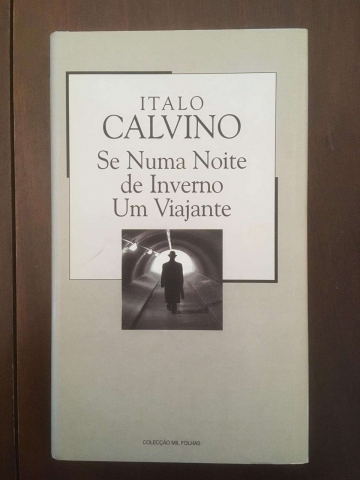 ITALO
CALVINO
Se Numa Noite
de Inverno
Um Viajante
COLECÇÃO MIL FOLHAS